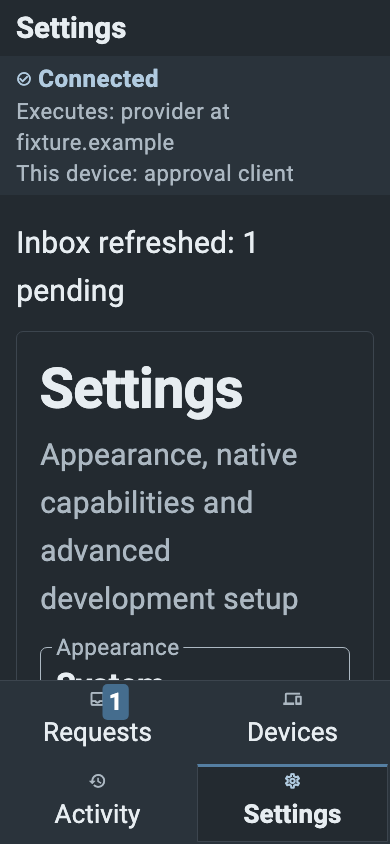 Settings
Connected
Executes: provider at
fixture.example
This device: approval client
Inbox refreshed: 1
pending
Settings
Appearance, native
capabilities and
advanced
development setup
Appearance
System
1
Requests
Devices
Activity
Settings